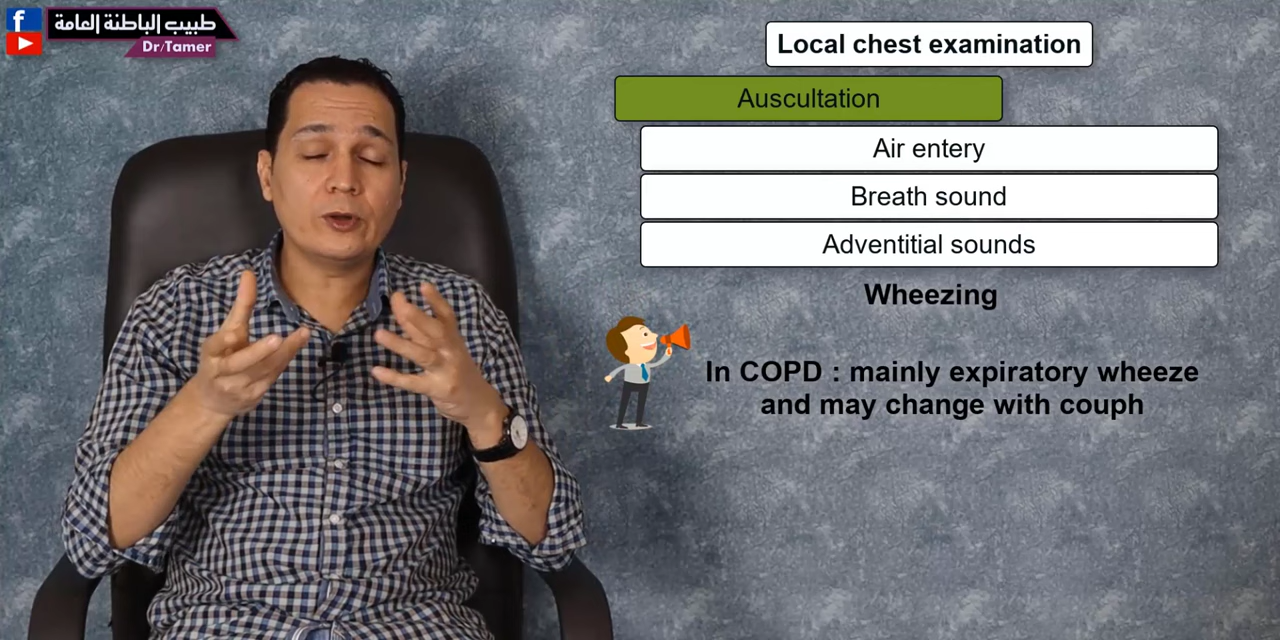 f
طبيب الباطنة العامة
Dr/Tamer
Local chest examination
Auscultation
Air entery
Breath sound
Adventitial sounds
Wheezing
In COPD : mainly expiratory wheeze
and may change with couph